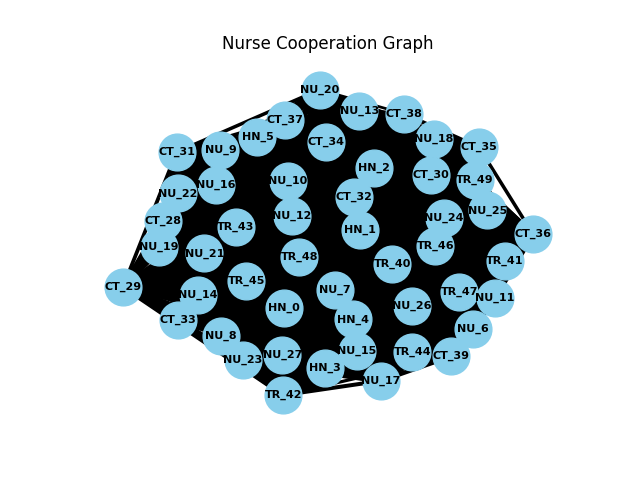 Nurse Cooperation Graph
NU_20
NU_13
CT_38
CT_37
HN_5
CT_34
NU_18
CT_35
CT_31
NU_9
HN_2
CT_30
TR_49
NU_10
NU_16
NU_22
CT_32
NU_25
NU_12
NU_24
CT_28
TR_43
HN_1
CT_36
NU_19
NU_21
TR_46
TR_48
TR_40
TR_41
TR_45
CT_29
NU_7
TR_47
NU_14
NU_11
NU_26
HN_0
CT_33
HN_4
NU_6
NU_8
NU_15
TR_44
NU_27
CT_39
NU_23
HN_3
NU_17
TR_42